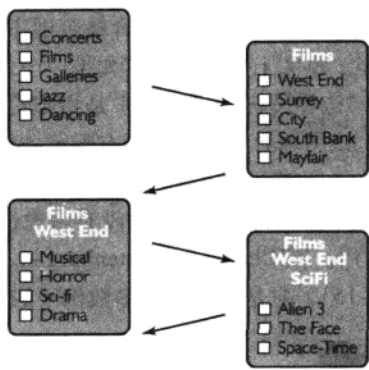 Concerts
Films
Galleries
Jazz
Dancing
Films
West End
Surrey
City
South Bank
Mayfair
Films
West End
Musical
Horror
Sci-fi
Drama
Films
West End
SciFi
Alien 3
The Face
Space-Time